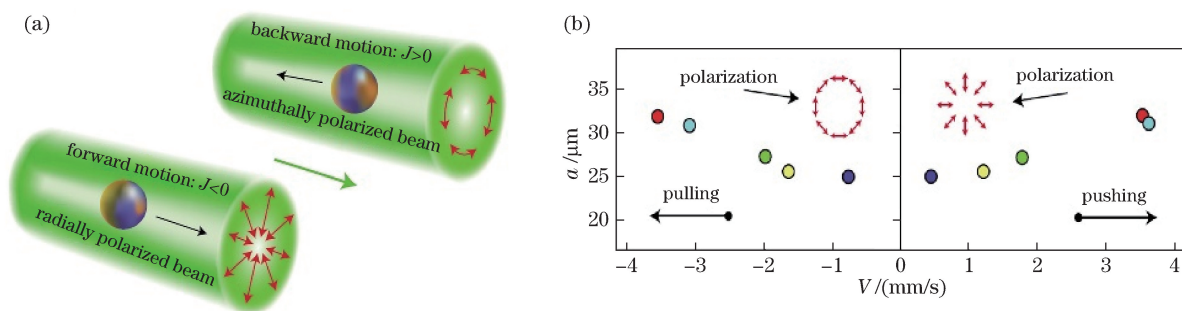 (a)
backward motion: J>0
azimuthally polarized beam
forward motion: J<0
radially polarized beam
(b)
polarization
polarization
pulling
pushing
a/μm
35
30
25
20
−4
−3
−2
−1
0
1
2
3
4
V/(mm/s)